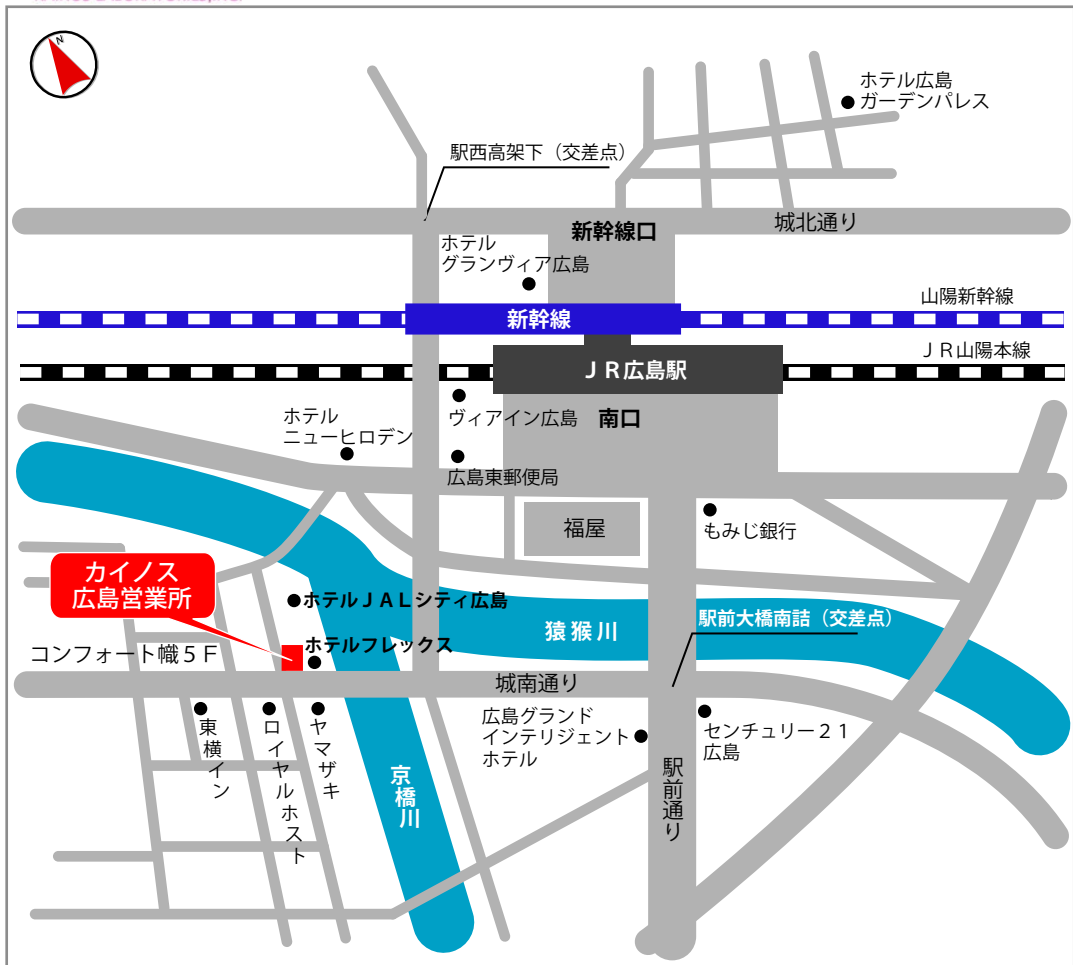 N
ホテル広島
ガーデンパレス
駅西高架下（交差点）
新幹線口
城北通り
ホテル
グランヴィア広島
山陽新幹線
新幹線
ＪＲ山陽本線
ＪＲ広島駅
ヴィアイン広島
南口
ホテル
ニューヒロデン
広島東郵便局
福屋
もみじ銀行
カイノス
広島営業所
ホテルＪＡＬシティ広島
猿猴川
駅前大橋南詰（交差点）
ホテルフレックス
コンフォート幟５Ｆ
城南通り
広島グランド
インテリジェント
ホテル
センチュリー２１
広島
東横イン
ロイヤルホスト
ヤマザキ
京橋川
駅前通り